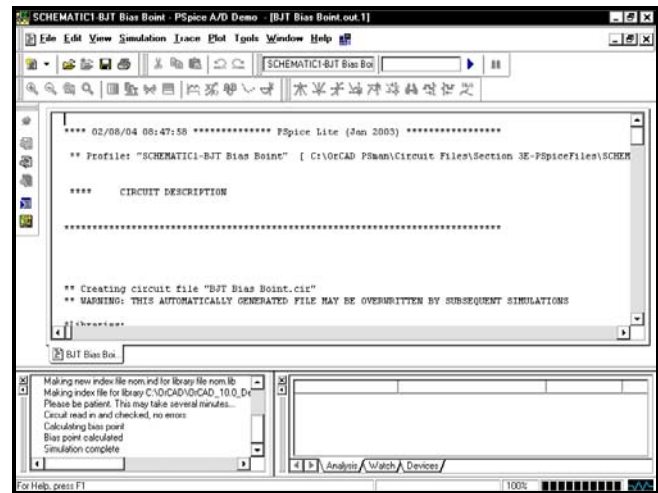 SCHEMATIC1-BJT Bias Boint - PSpice A/D Demo - [BJT Bias Boint.out.1]
File Edit View Simulation Trace Plot Tools Window Help
SCHEMATIC1-BJT Bias Boi
**** 02/08/04 08:47:58 ************** PSpice Lite (Jan 2003) *****************
** Profile: "SCHEMATIC1-BJT Bias Boint" [ C:\OrCAD PSman\Circuit Files\Section 3E-PSpiceFiles\SCHEM
**** CIRCUIT DESCRIPTION
******************************************************************************
** Creating circuit file "BJT Bias Boint.cir"
** WARNING: THIS AUTOMATICALLY GENERATED FILE MAY BE OVERWRITTEN BY SUBSEQUENT SIMULATIONS
*Libraries:
BJT Bias Boi...
Making new index file nom.ind for library file nom.lib
Making index file for library C:\OrCAD\OrCAD_10.0_De
Please be patient. This may take several minutes...
Circuit read in and checked, no errors
Calculating bias point
Bias point calculated
Simulation complete
Analysis Watch Devices
For Help, press F1
100%